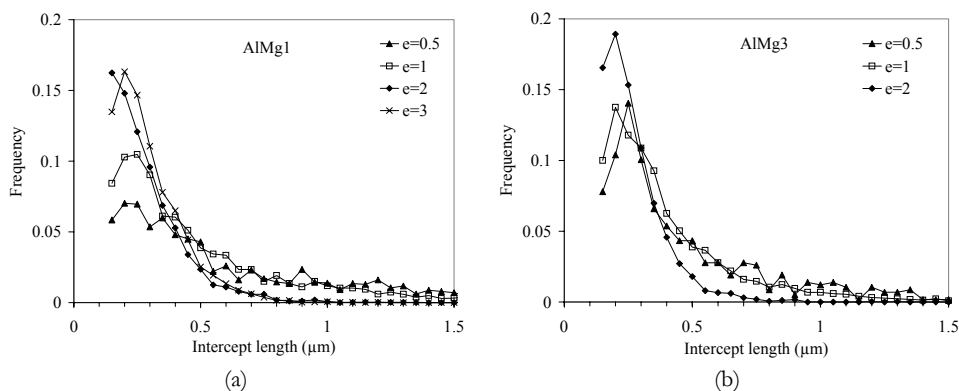 AlMg1
e=0.5
e=1
e=2
e=3
0.2
0.15
0.1
0.05
0
Frequency
0 0.5 1 1.5
Intercept length (µm)
(a)
AlMg3
e=0.5
e=1
e=2
0.2
0.15
0.1
0.05
0
Frequency
0 0.5 1 1.5
Intercept length (µm)
(b)